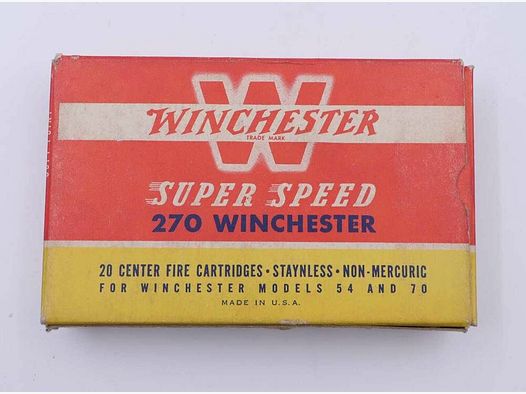 W
WINCHESTER
TRADE MARK
SUPER SPEED
270 WINCHESTER
20 CENTER FIRE CARTRIDGES • STAYNLESS • NON-MERCURIC
FOR WINCHESTER MODELS 54 AND 70
MADE IN U.S.A.